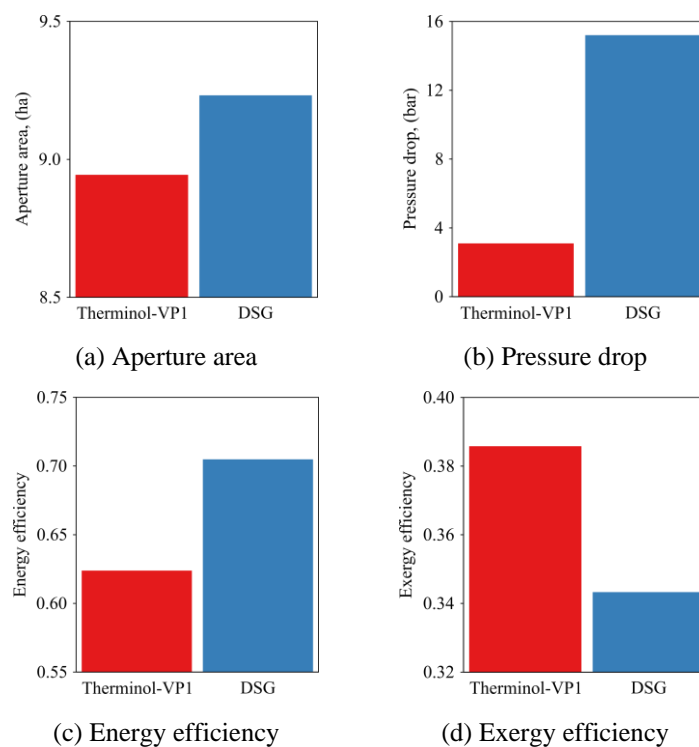 9.5
9.0
8.5
Aperture area, (ha)
Therminol-VP1 DSG
(a) Aperture area
16
12
8
4
0
Pressure drop, (bar)
Therminol-VP1 DSG
(b) Pressure drop
0.75
0.70
0.65
0.60
0.55
Energy efficiency
Therminol-VP1 DSG
(c) Energy efficiency
0.40
0.38
0.36
0.34
0.32
Exergy efficiency
Therminol-VP1 DSG
(d) Exergy efficiency